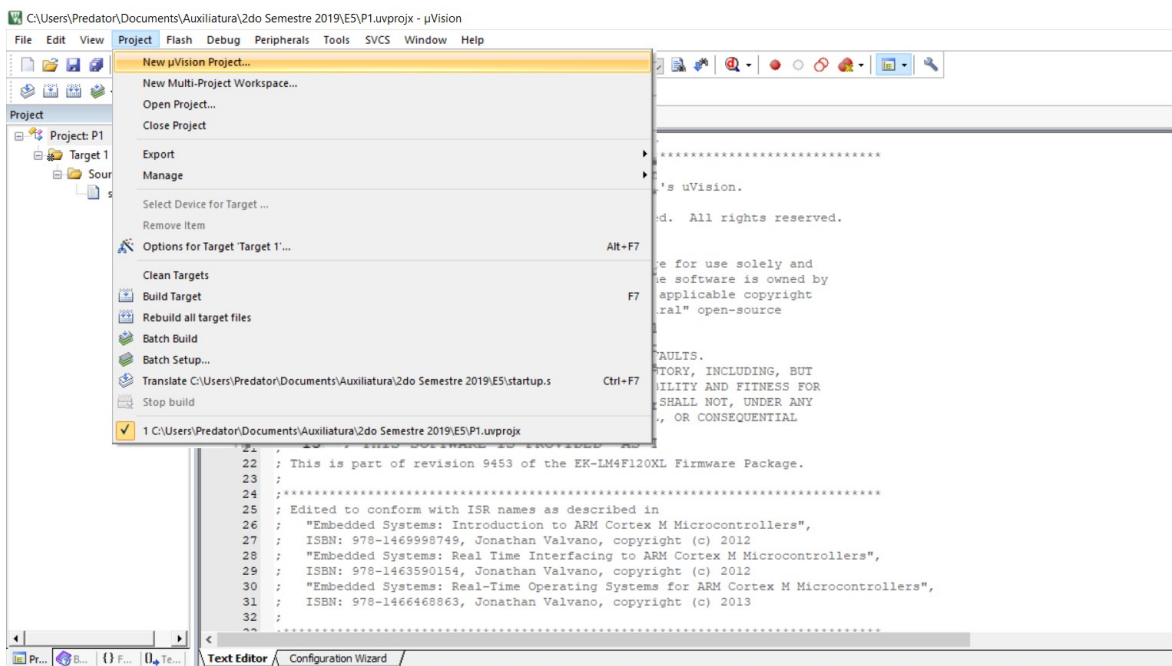 C:\Users\Predator\Documents\Auxiliatura\2do Semestre 2019\E5\P1.uvprojx - µVision
File Edit View Project Flash Debug Peripherals Tools SVCS Window Help
New µVision Project...
New Multi-Project Workspace...
Open Project...
Close Project
Export
Manage
Select Device for Target ...
Remove Item
Options for Target 'Target 1'... Alt+F7
Clean Targets
Build Target F7
Rebuild all target files
Batch Build
Batch Setup...
Translate C:\Users\Predator\Documents\Auxiliatura\2do Semestre 2019\E5\startup.s Ctrl+F7
Stop build
1 C:\Users\Predator\Documents\Auxiliatura\2do Semestre 2019\E5\P1.uvprojx
Project
Project: P1
Target 1
Sour
s
*****************************
's uVision.
ed. All rights reserved.
e for use solely and
e software is owned by
applicable copyright
ral" open-source
AULTS.
TORY, INCLUDING, BUT
ILITY AND FITNESS FOR
SHALL NOT, UNDER ANY
, OR CONSEQUENTIAL
22 ; This is part of revision 9453 of the EK-LM4F120XL Firmware Package.
23 ;
24 ;******************************************************************************
25 ; Edited to conform with ISR names as described in
26 ; "Embedded Systems: Introduction to ARM Cortex M Microcontrollers",
27 ; ISBN: 978-1469998749, Jonathan Valvano, copyright (c) 2012
28 ; "Embedded Systems: Real Time Interfacing to ARM Cortex M Microcontrollers",
29 ; ISBN: 978-1463590154, Jonathan Valvano, copyright (c) 2012
30 ; "Embedded Systems: Real-Time Operating Systems for ARM Cortex M Microcontrollers",
31 ; ISBN: 978-1466468863, Jonathan Valvano, copyright (c) 2013
32 ;
Pr... B... {} F... 0 Te...
Text Editor Configuration Wizard